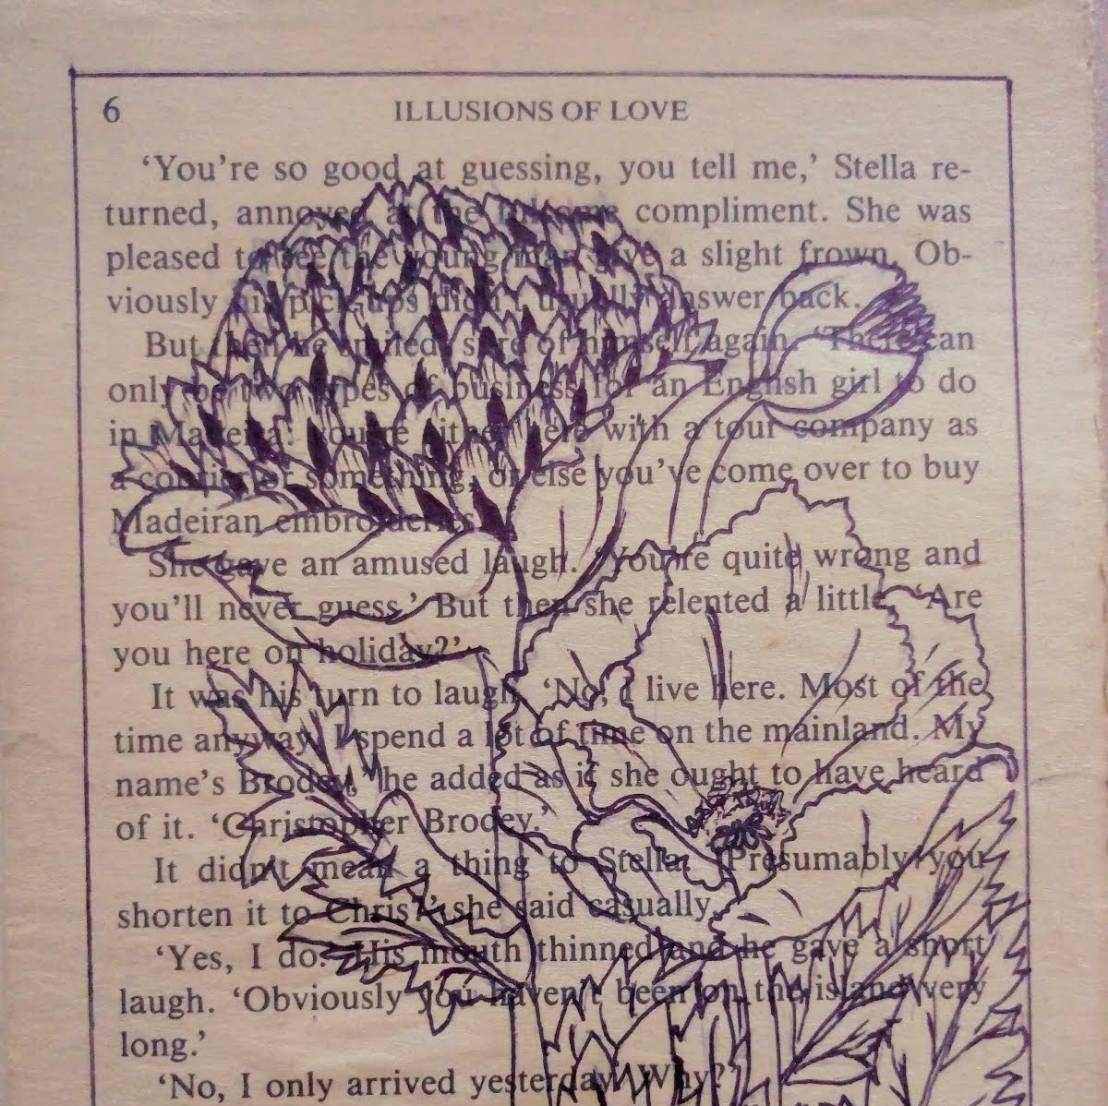 6
ILLUSIONS OF LOVE
‘You’re so good at guessing, you tell me,’ Stella re-
turned, annoyed at the compliment. She was
pleased to see the young man give a slight frown. Ob-
viously his pick-ups didn’t usually answer back.
But then he smiled, sure of himself again. ‘There can
only be two types of business for an English girl to do
in Madeira: you’re either here with a tour company as
a courier or something, or else you’ve come over to buy
Madeiran embroideries.’
She gave an amused laugh. ‘You’re quite wrong and
you’ll never guess.’ But then she relented a little. ‘Are
you here on holiday?’
It was his turn to laugh. ‘No, I live here. Most of the
time anyway. I spend a lot of time on the mainland. My
name’s Brodey,’ he added as if she ought to have heard
of it. ‘Christopher Brodey.’
It didn’t mean a thing to Stella. ‘Presumably you
shorten it to Chris?’ she said casually.
‘Yes, I do.’ His mouth thinned and he gave a short
laugh. ‘Obviously you haven’t been on the island very
long.’
‘No, I only arrived yesterday. Why?’